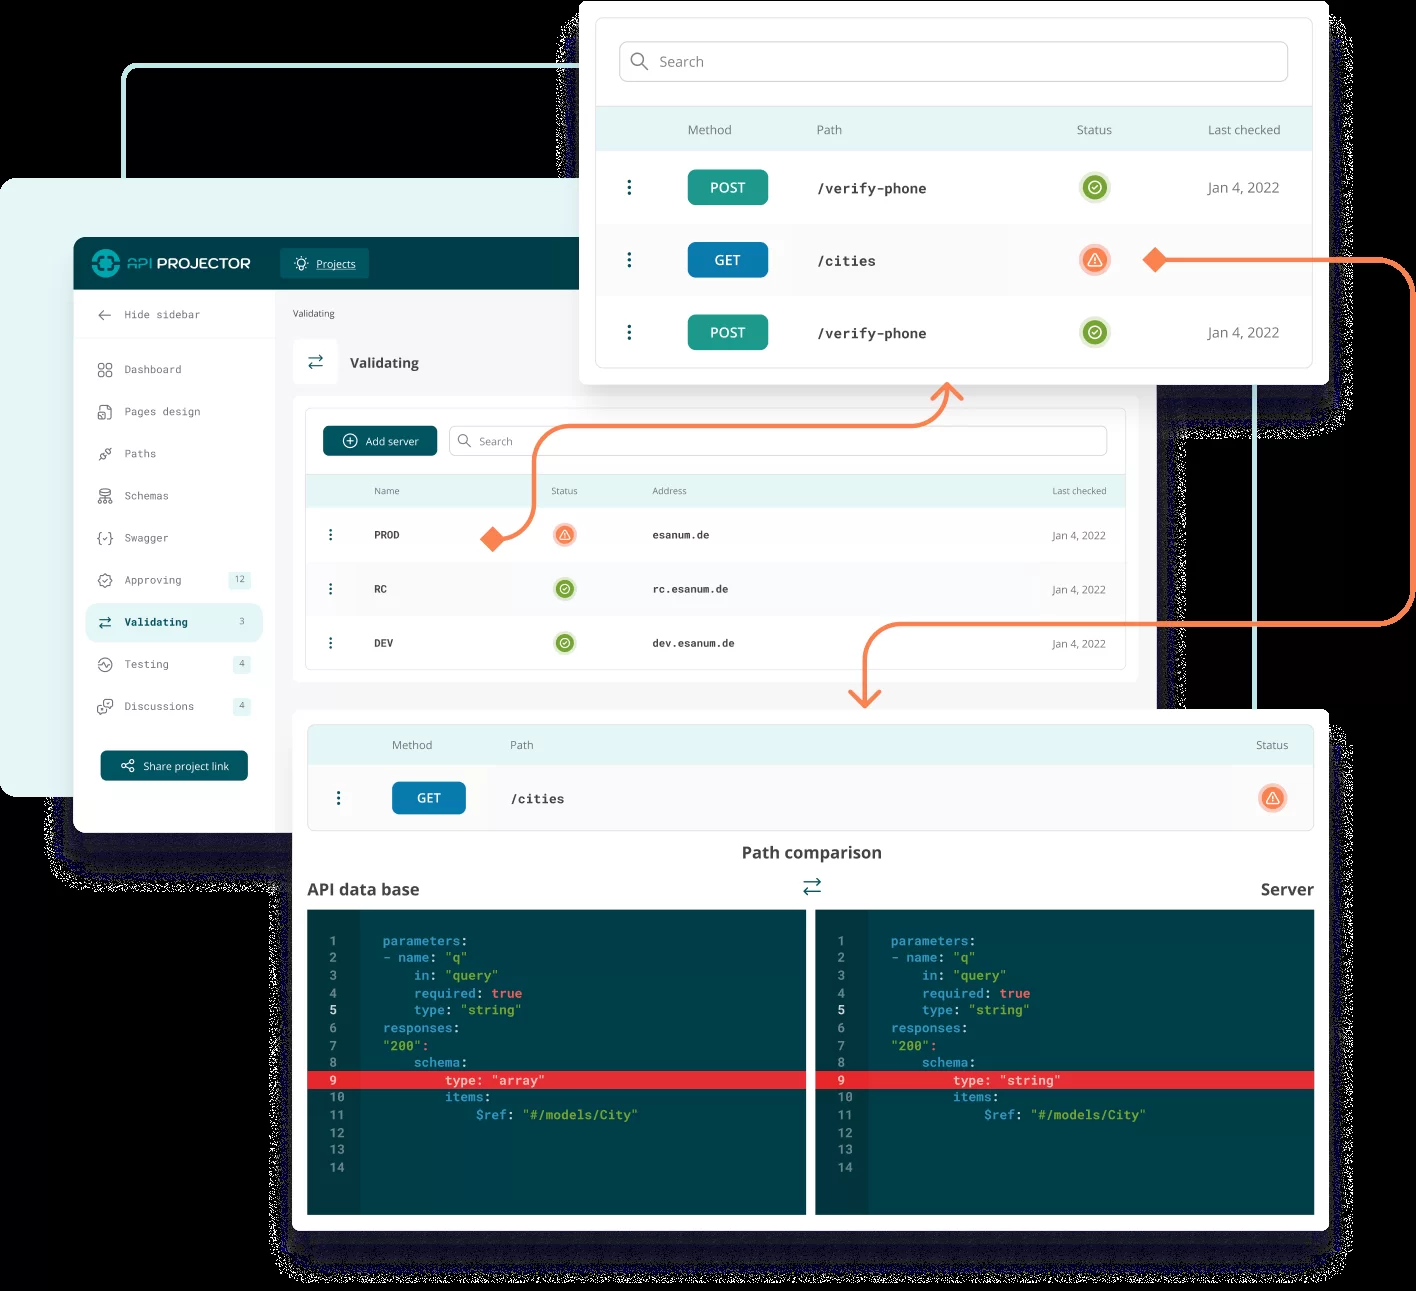 Search
Method Path Status Last checked
POST /verify-phone Jan 4, 2022
GET /cities
POST /verify-phone Jan 4, 2022
API PROJECTOR Projects
Hide sidebar
Dashboard
Pages design
Paths
Schemas
Swagger
Approving 12
Validating 3
Testing 4
Discussions 4
Share project link
Validating
Validating
Add server Search
Name Status Address Last checked
PROD esanum.de Jan 4, 2022
RC rc.esanum.de Jan 4, 2022
DEV dev.esanum.de Jan 4, 2022
Method Path Status
GET /cities
Path comparison
API data base Server
1 parameters:
2 - name: "q"
3 in: "query"
4 required: true
5 type: "string"
6 responses:
7 "200":
8 schema:
9 type: "array"
10 items:
11 $ref: "#/models/City"
12
13
14
1 parameters:
2 - name: "q"
3 in: "query"
4 required: true
5 type: "string"
6 responses:
7 "200":
8 schema:
9 type: "string"
10 items:
11 $ref: "#/models/City"
12
13
14